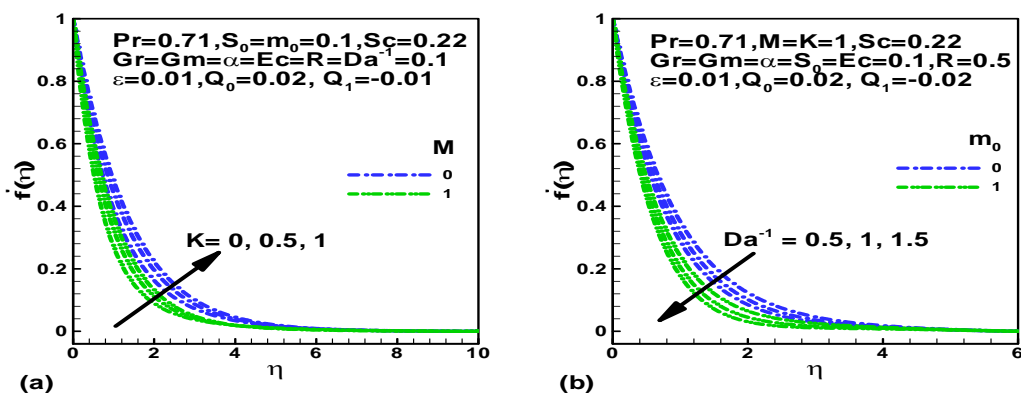 Pr=0.71,S₀=m₀=0.1,Sc=0.22
Gr=Gm=α=Ec=R=Da⁻¹=0.1
ε=0.01,Q₀=0.02, Q₁=-0.01
M
0
1
K= 0, 0.5, 1
f̊(η)
1
0.8
0.6
0.4
0.2
0
0
2
4
6
8
10
η
(a)
Pr=0.71,M=K=1,Sc=0.22
Gr=Gm=α=S₀=Ec=0.1,R=0.5
ε=0.01,Q₀=0.02, Q₁=-0.02
m₀
0
1
Da⁻¹ = 0.5, 1, 1.5
ḟ(η)
1
0.8
0.6
0.4
0.2
0
0
2
4
6
η
(b)